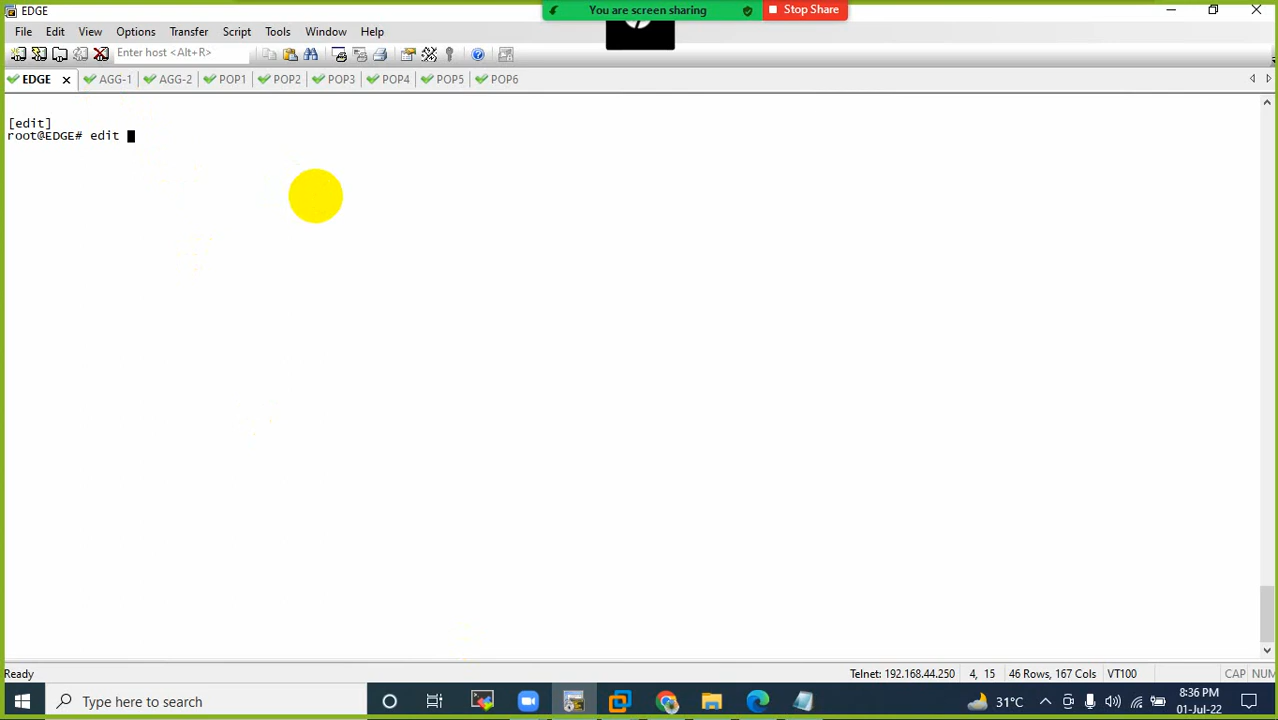 EDGE
You are screen sharing
Stop Share
File Edit View Options Transfer Script Tools Window Help
Enter host <Alt+R>
EDGE AGG-1 AGG-2 POP1 POP2 POP3 POP4 POP5 POP6
[edit]
root@EDGE# edit
Ready
Telnet: 192.168.44.250 4, 15 46 Rows, 167 Cols VT100 CAP NUM
Type here to search
31°C
8:36 PM
01-Jul-22